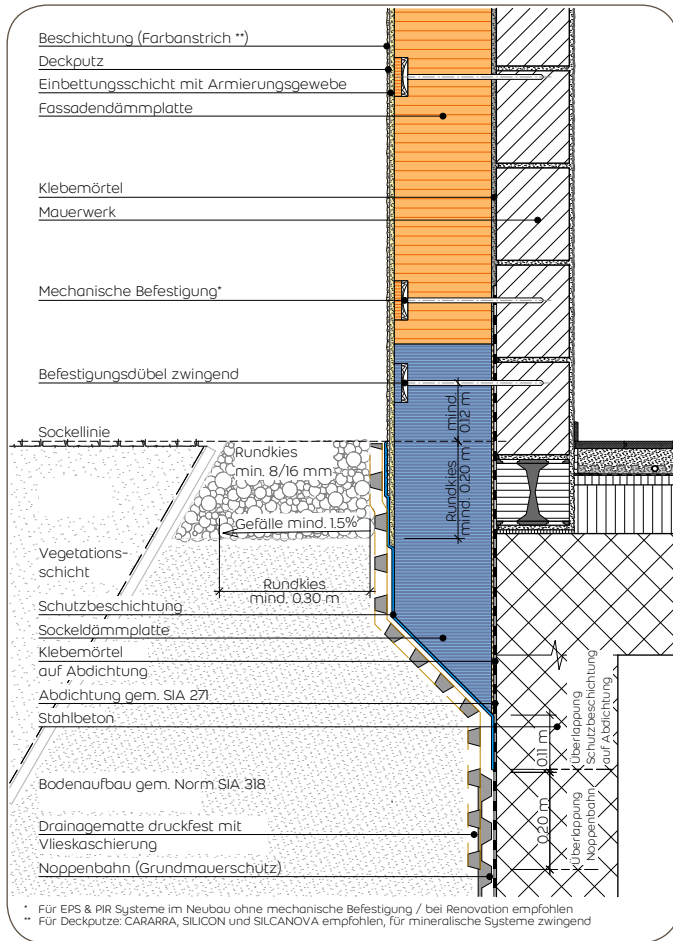 Beschichtung (Farbanstrich **)
Deckputz
Einbettungsschicht mit Armierungsgewebe
Fassadendämmplatte
Klebemörtel
Mauerwerk
Mechanische Befestigung*
Befestigungsdübel zwingend
mind.
0.12 m
Sockellinie
Rundkies
min. 8/16 mm
Rundkies
mind. 0.20 m
Gefälle mind. 1.5%
Vegetations-
schicht
Rundkies
mind. 0.30 m
Schutzbeschichtung
Sockeldämmplatte
Klebemörtel
auf Abdichtung
Abdichtung gem. SIA 271
Stahlbeton
0.11 m
Überlappung
Schutzbeschichtung
auf Abdichtung
Bodenaufbau gem. Norm SIA 318
0.20 m
Überlappung
Noppenbahn
Drainagematte druckfest mit
Vlieskaschierung
Noppenbahn (Grundmauerschutz)
* Für EPS & PIR Systeme im Neubau ohne mechanische Befestigung / bei Renovation empfohlen
** Für Deckputze: CARARRA, SILICON und SILCANOVA empfohlen, für mineralische Systeme zwingend